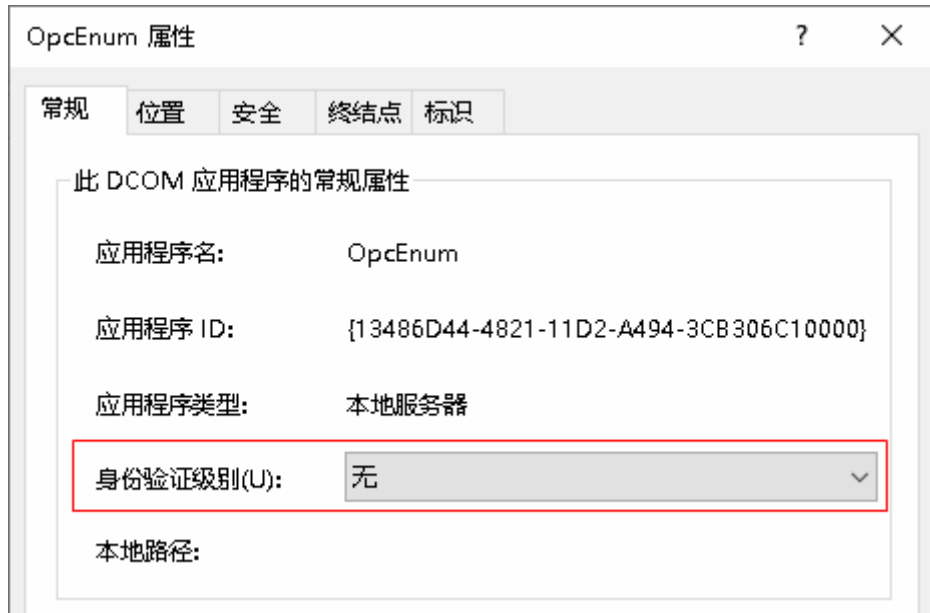 OpcEnum 属性
常规 位置 安全 终结点 标识
此 DCOM 应用程序的常规属性
应用程序名: OpcEnum
应用程序 ID: {13486D44-4821-11D2-A494-3CB306C10000}
应用程序类型: 本地服务器
身份验证级别(U): 无
本地路径: